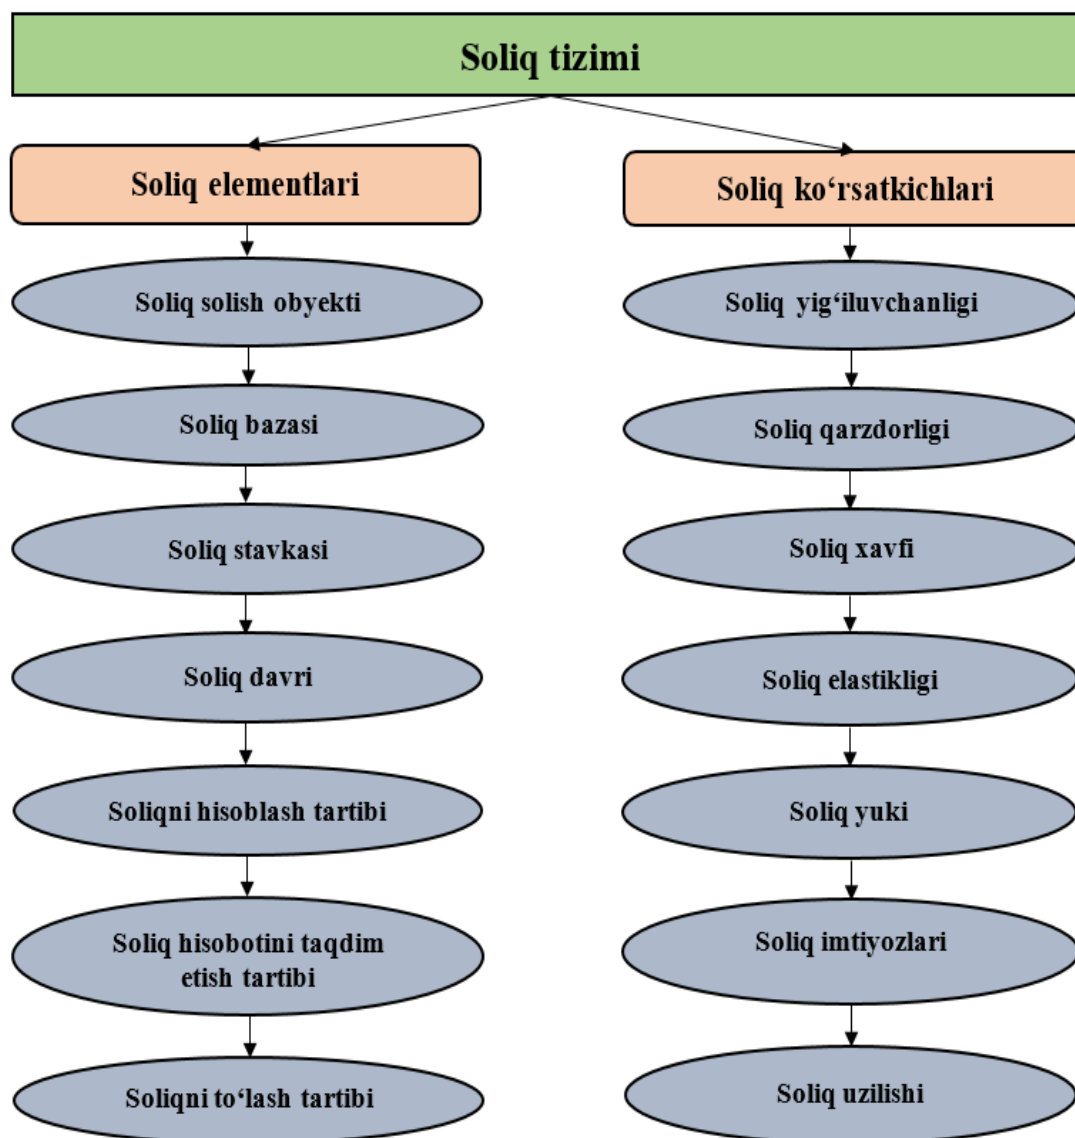 Soliq tizimi
Soliq elementlari
Soliq solish obyekti
Soliq bazasi
Soliq stavkasi
Soliq davri
Soliqni hisoblash tartibi
Soliq hisobotini taqdim
etish tartibi
Soliqni to‘lash tartibi
Soliq ko‘rsatkichlari
Soliq yig‘iluvchanligi
Soliq qarzdorligi
Soliq xavfi
Soliq elastikligi
Soliq yuki
Soliq imtiyozlari
Soliq uzilishi